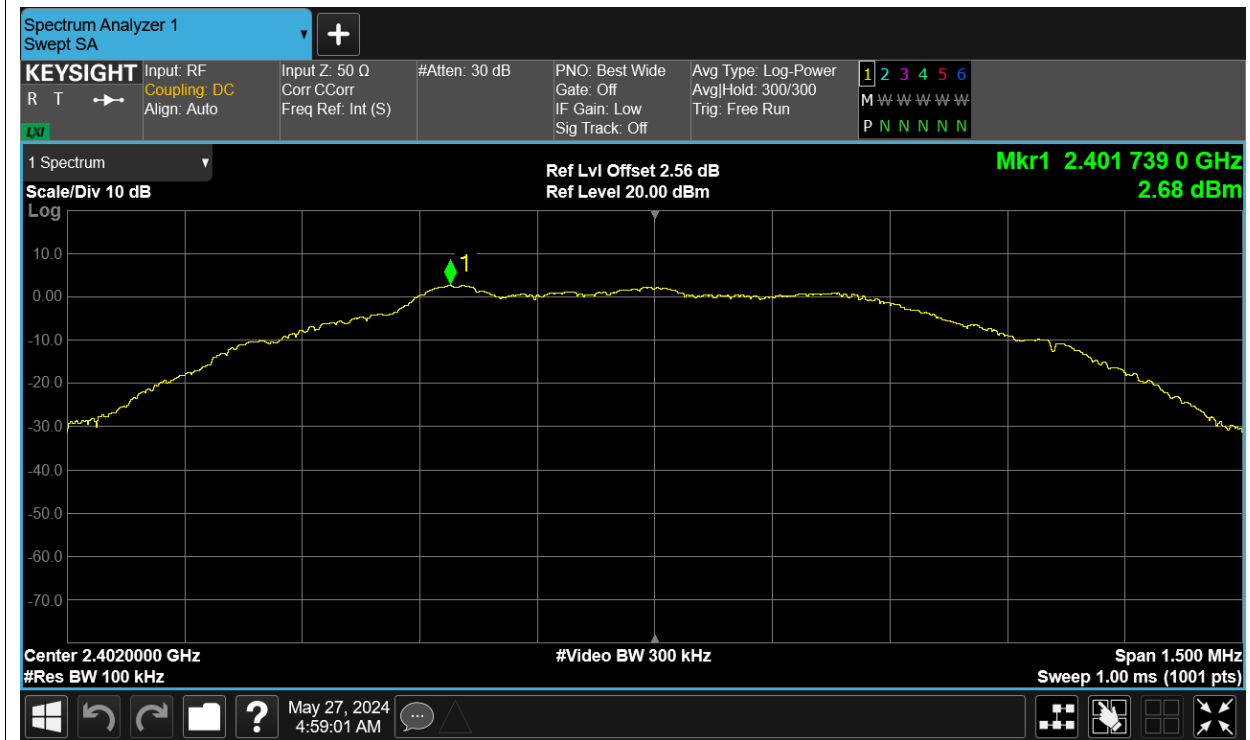 Spectrum Analyzer 1
Swept SA
KEYSIGHT
R T
LXI
Input: RF
Coupling: DC
Align: Auto
Input Z: 50 Ω
Corr CCorr
Freq Ref: Int (S)
#Atten: 30 dB
PNO: Best Wide
Gate: Off
IF Gain: Low
Sig Track: Off
Avg Type: Log-Power
Avg|Hold: 300/300
Trig: Free Run
1 2 3 4 5 6
M W W W W W
P N N N N N
1 Spectrum
Scale/Div 10 dB
Ref Lvl Offset 2.56 dB
Ref Level 20.00 dBm
Mkr1 2.401 739 0 GHz
2.68 dBm
Log
10.0
0.00
-10.0
-20.0
-30.0
-40.0
-50.0
-60.0
-70.0
1
Center 2.4020000 GHz
#Res BW 100 kHz
#Video BW 300 kHz
Span 1.500 MHz
Sweep 1.00 ms (1001 pts)
?
May 27, 2024
4:59:01 AM